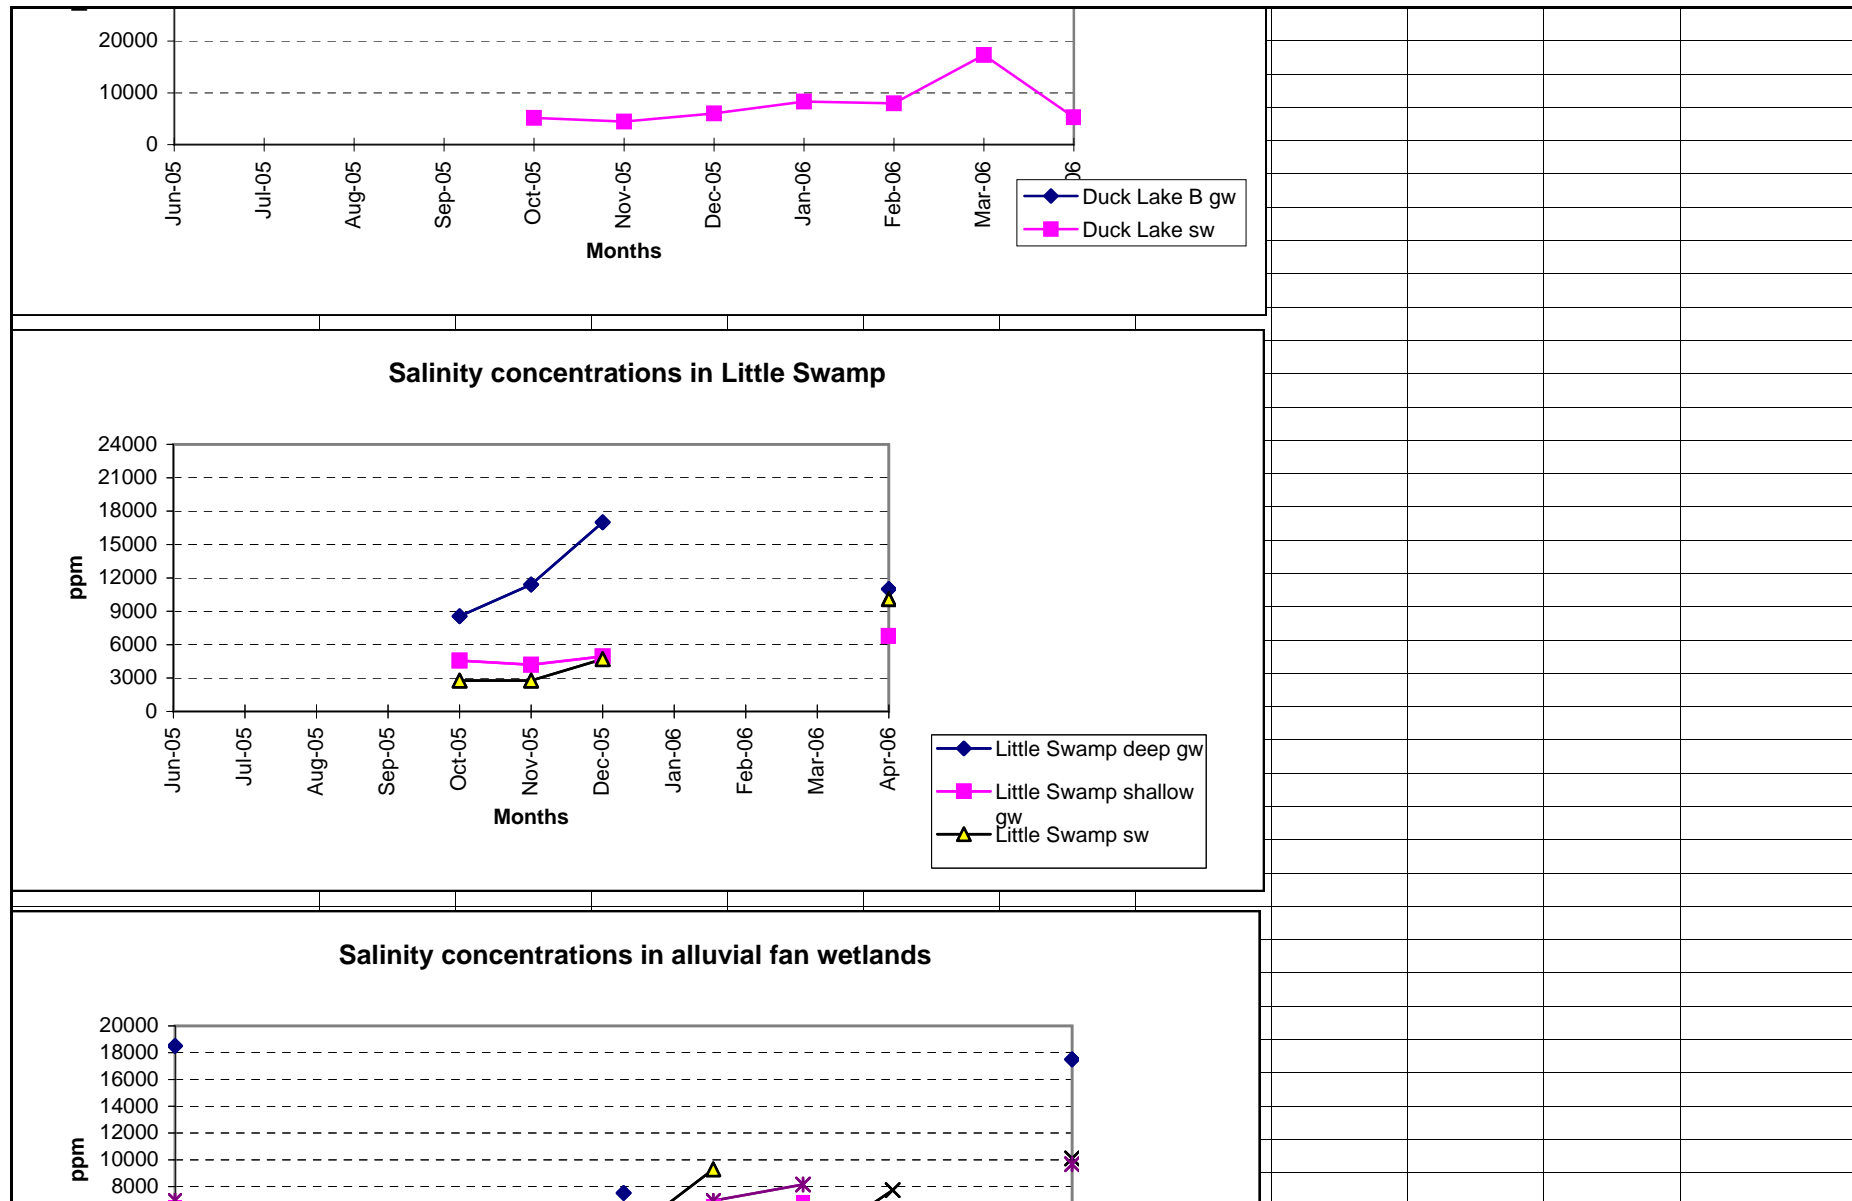 20000
10000
0
Jun-05
Jul-05
Aug-05
Sep-05
Oct-05
Nov-05
Dec-05
Jan-06
Feb-06
Mar-06
Months
Duck Lake B gw
Duck Lake sw
Salinity concentrations in Little Swamp
24000
21000
18000
15000
12000
9000
6000
3000
0
ppm
Jun-05
Jul-05
Aug-05
Sep-05
Oct-05
Nov-05
Dec-05
Jan-06
Feb-06
Mar-06
Apr-06
Months
Little Swamp deep gw
Little Swamp shallow
gw
Little Swamp sw
Salinity concentrations in alluvial fan wetlands
20000
18000
16000
14000
12000
10000
8000
ppm